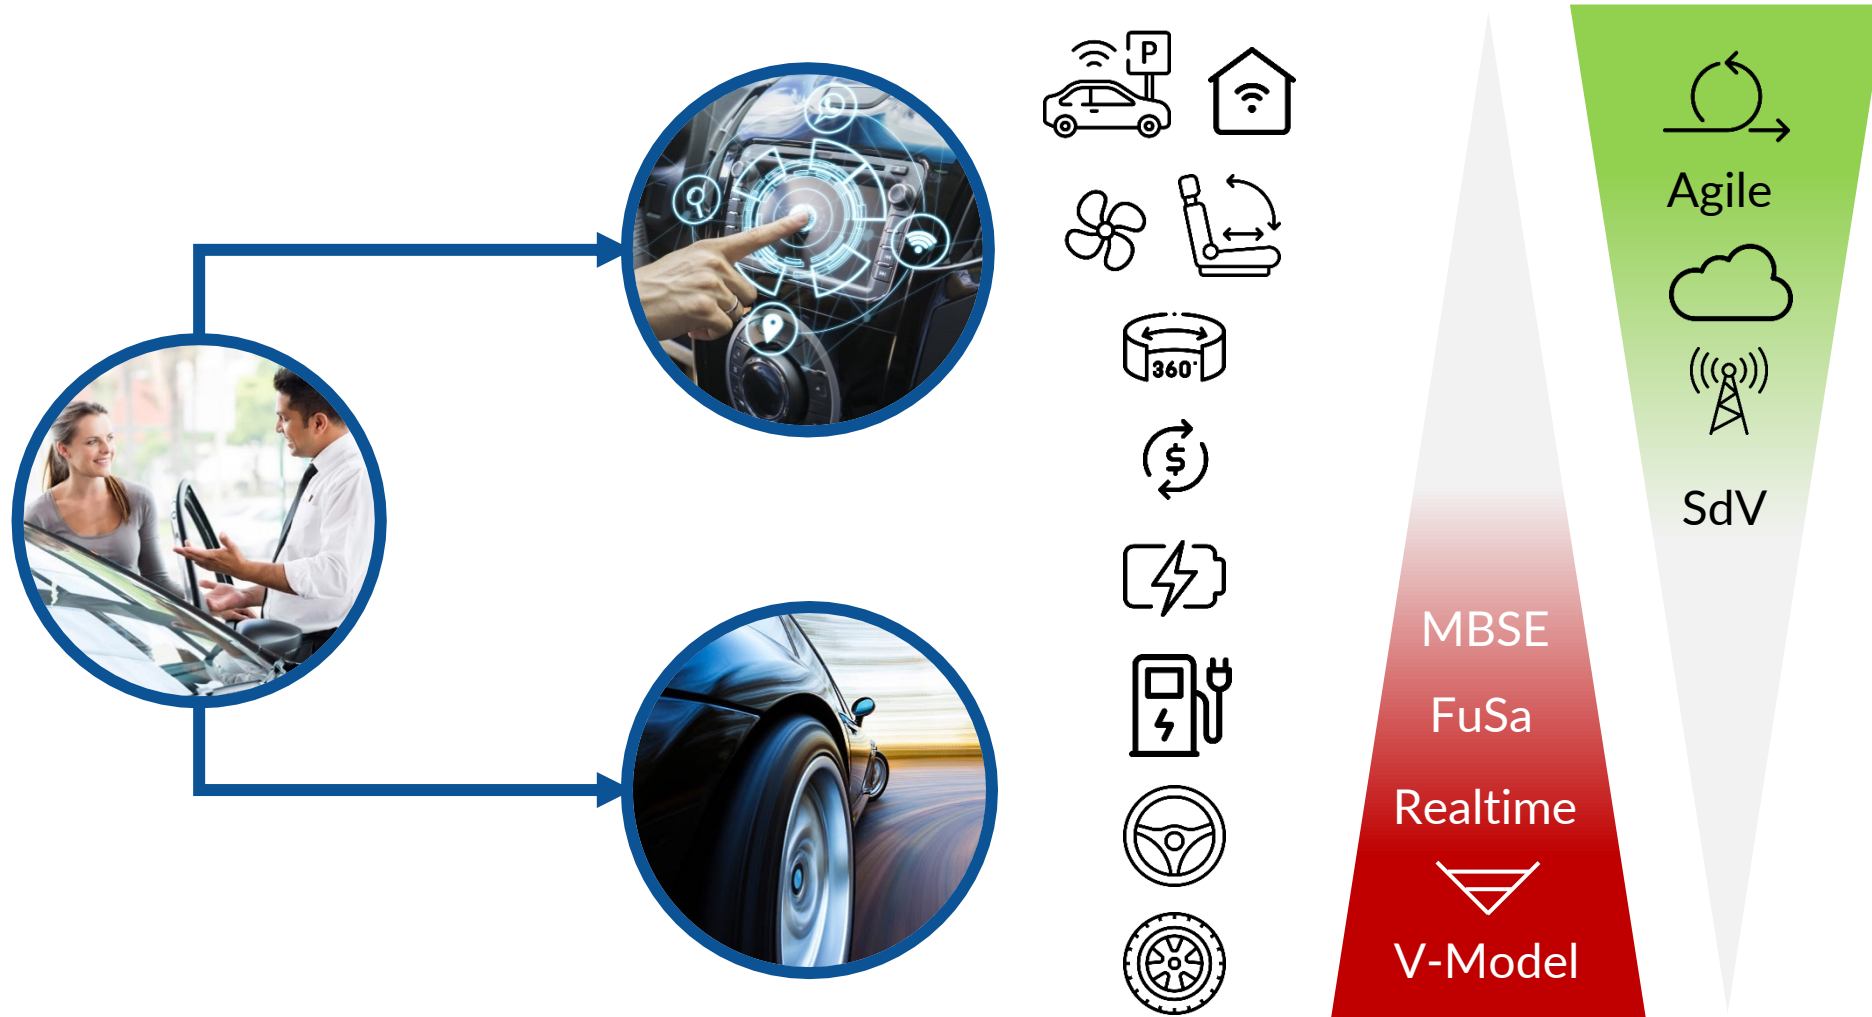 P
360°
$
Agile
SdV
MBSE
FuSa
Realtime
V-Model